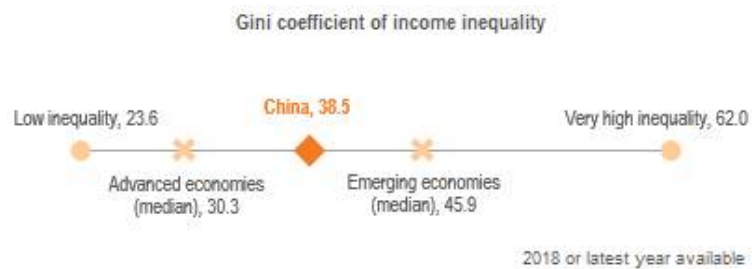 Gini coefficient of income inequality
China, 38.5
Low inequality, 23.6
Very high inequality, 62.0
Advanced economies
(median), 30.3
Emerging economies
(median), 45.9
2018 or latest year available